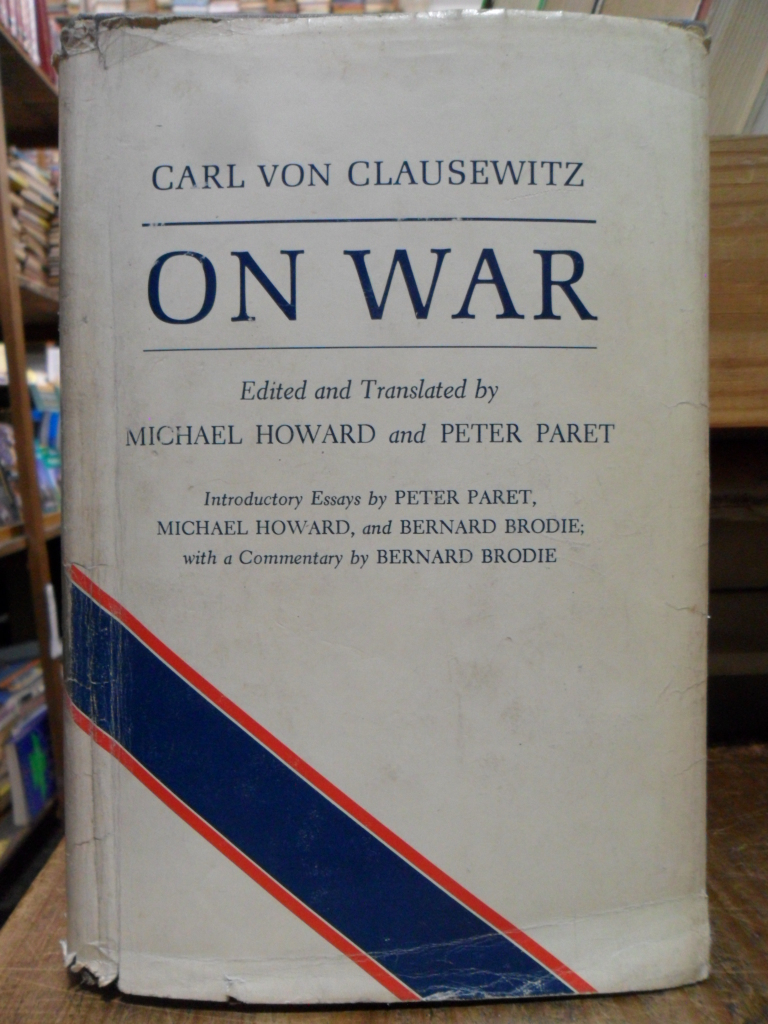 CARL VON CLAUSEWITZ
ON WAR
Edited and Translated by
MICHAEL HOWARD and PETER PARET
Introductory Essays by PETER PARET,
MICHAEL HOWARD, and BERNARD BRODIE;
with a Commentary by BERNARD BRODIE